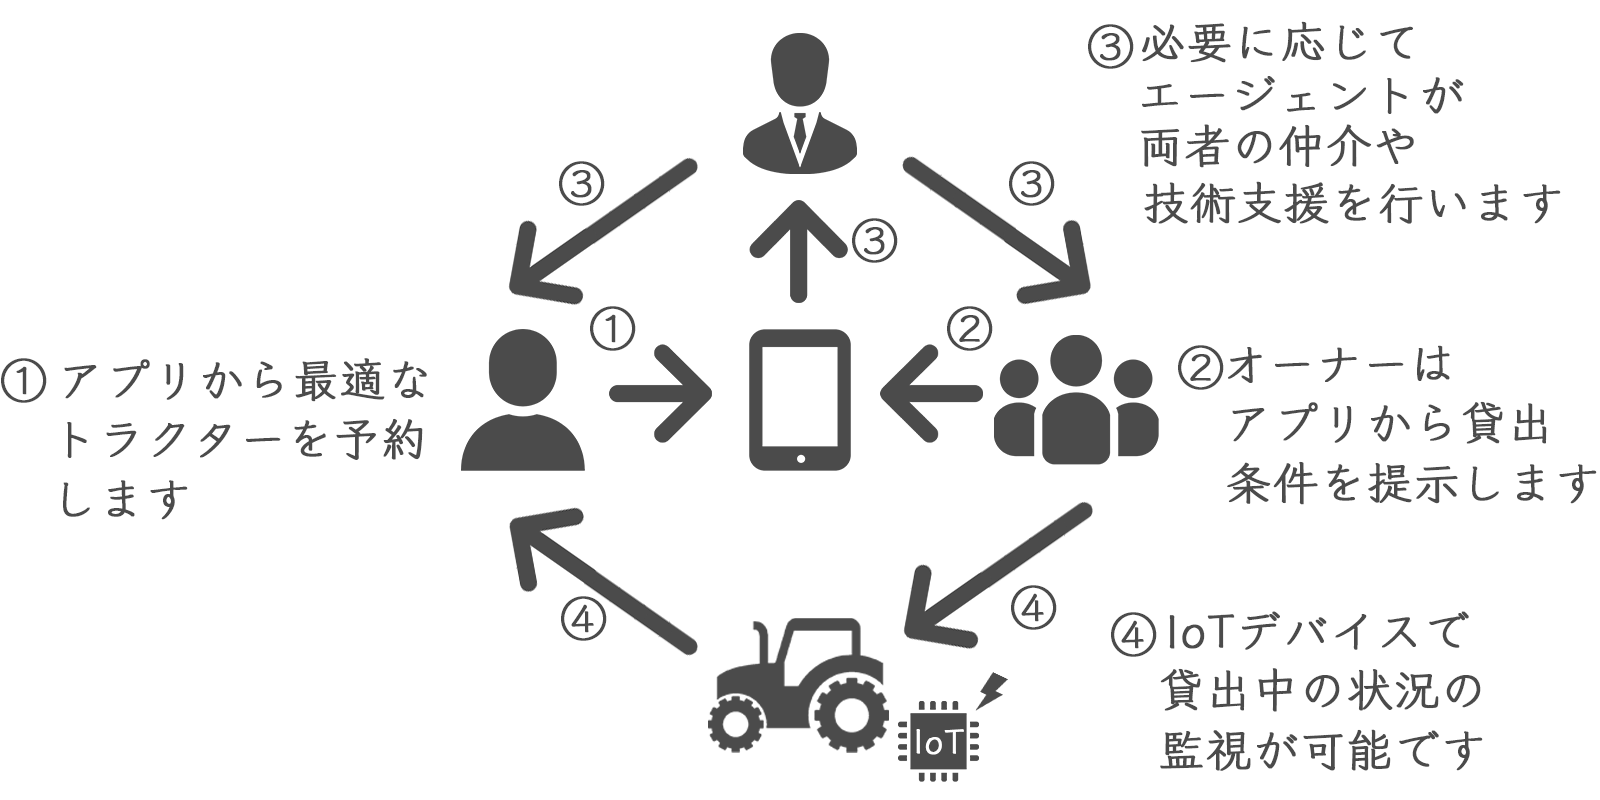 ③必要に応じて
エージェントが
両者の仲介や
技術支援を行います
③
③
③
①
②
①アプリから最適な
トラクターを予約
します
②オーナーは
アプリから貸出
条件を提示します
④
④
④IoTデバイスで
貸出中の状況の
監視が可能です
IoT